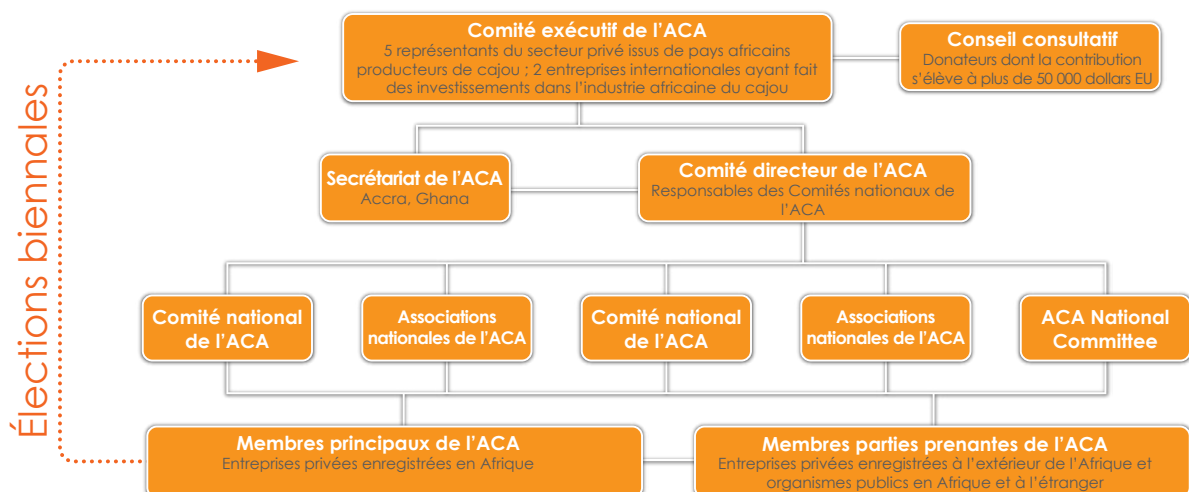 Comité exécutif de l'ACA
5 représentants du secteur privé issus de pays africains
producteurs de cajou ; 2 entreprises internationales ayant fait
des investissements dans l'industrie africaine du cajou
Conseil consultatif
Donateurs dont la contribution
s'élève à plus de 50 000 dollars EU
Élections biennales
Secrétariat de l'ACA
Accra, Ghana
Comité directeur de l'ACA
Responsables des Comités nationaux de
l'ACA
Comité national
de l'ACA
Associations
nationales de l'ACA
Comité national
de l'ACA
Associations
nationales de l'ACA
ACA National
Committee
Membres principaux de l'ACA
Entreprises privées enregistrées en Afrique
Membres parties prenantes de l'ACA
Entreprises privées enregistrées à l'extérieur de l'Afrique et
organismes publics en Afrique et à l'étranger